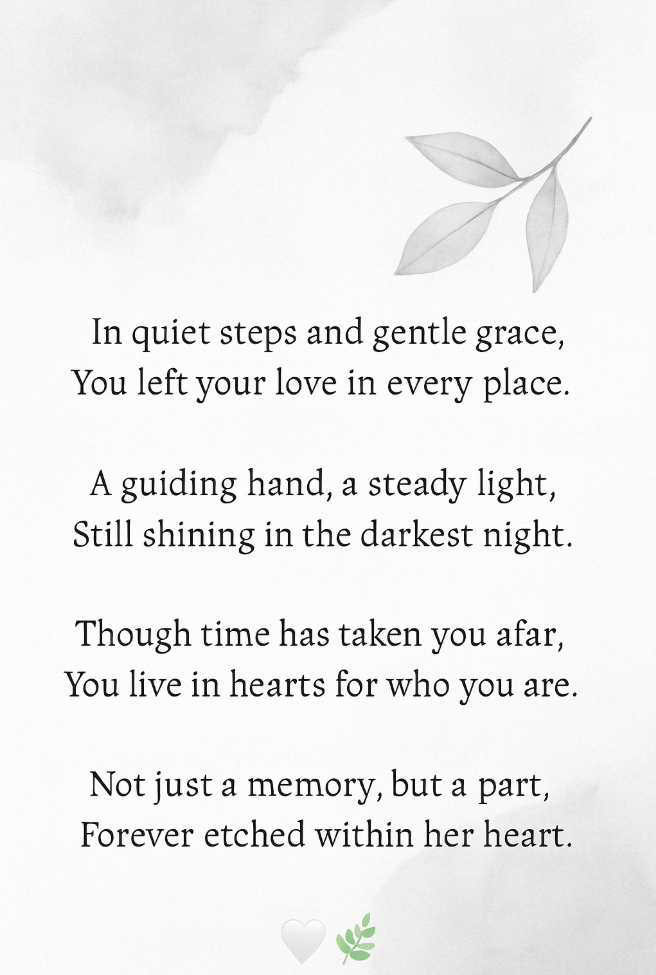 In quiet steps and gentle grace,
You left your love in every place.
A guiding hand, a steady light,
Still shining in the darkest night.
Though time has taken you afar,
You live in hearts for who you are.
Not just a memory, but a part,
Forever etched within her heart.
🤍🌿